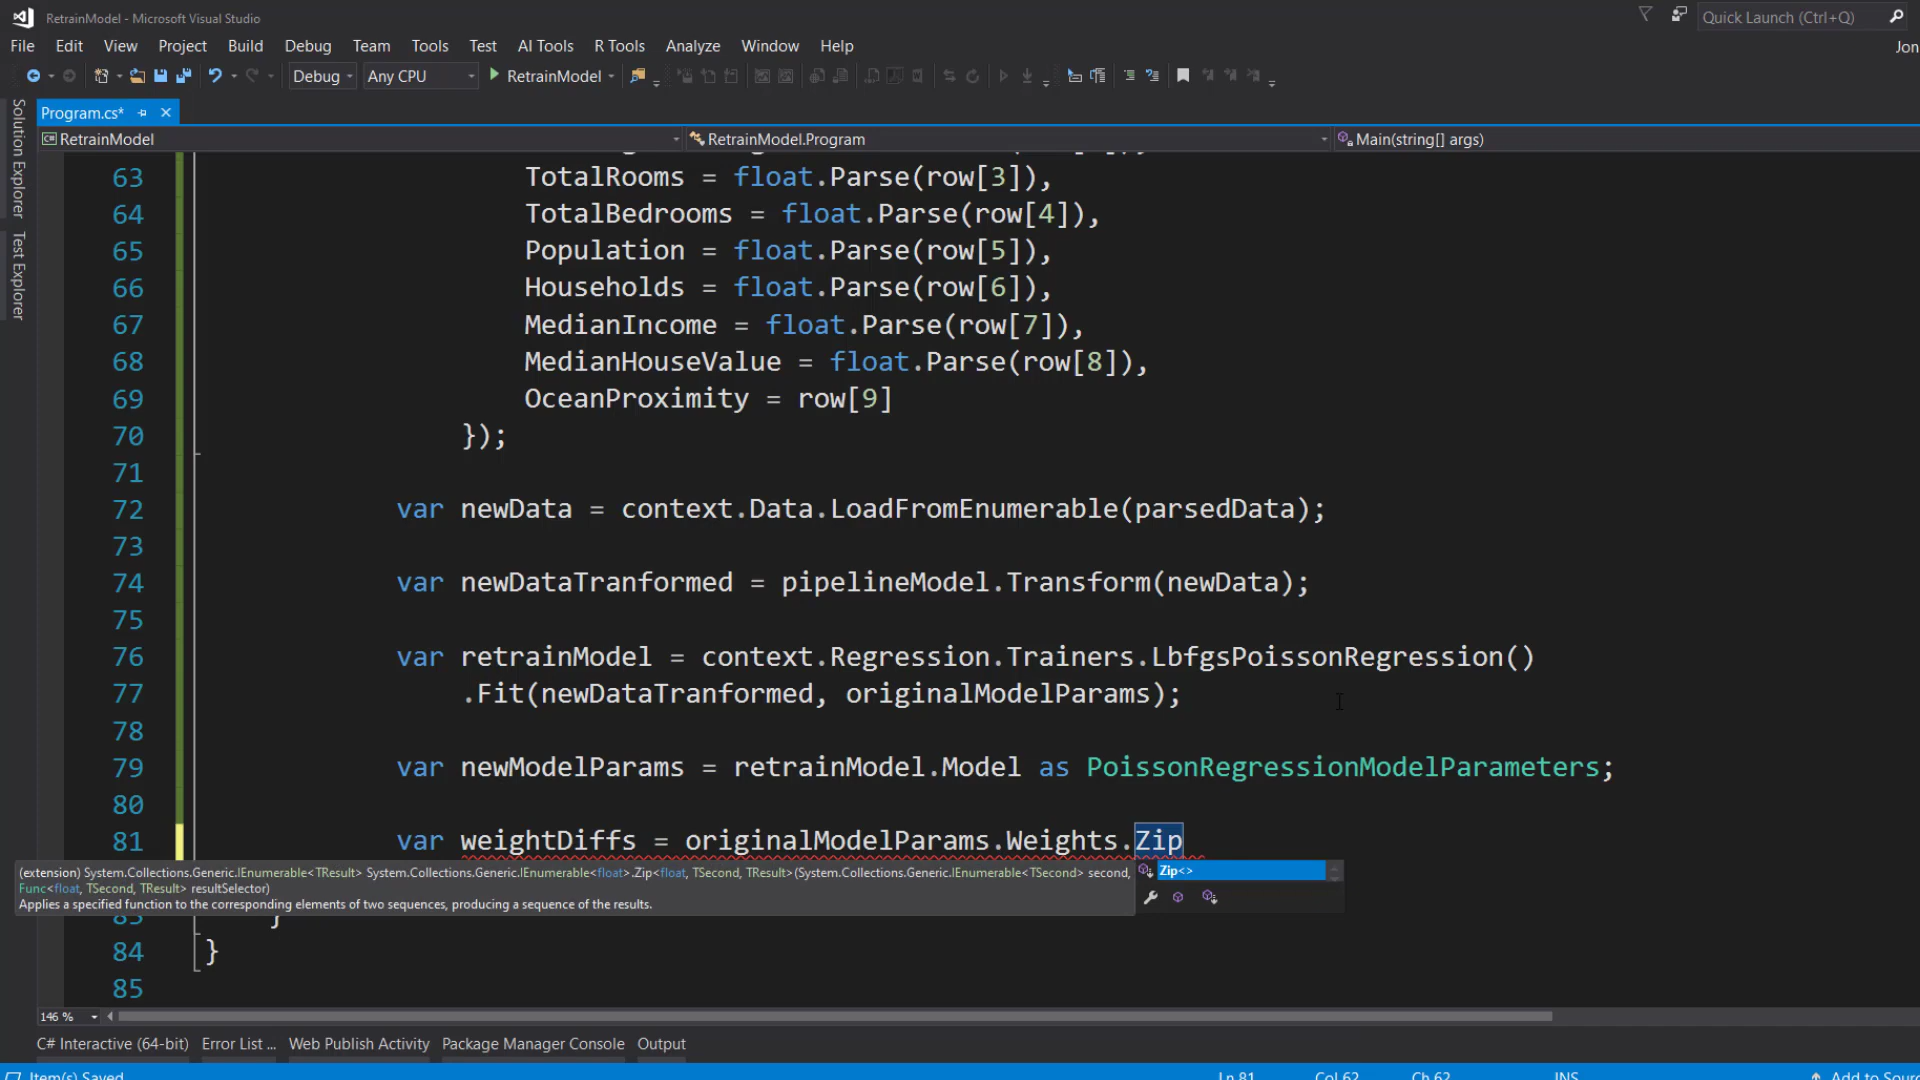 RetrainModel - Microsoft Visual Studio
Quick Launch (Ctrl+Q)
File Edit View Project Build Debug Team Tools Test AI Tools R Tools Analyze Window Help
Jon
Debug Any CPU RetrainModel
Solution Explorer
Test Explorer
Program.cs*
RetrainModel RetrainModel.Program Main(string[] args)
63 TotalRooms = float.Parse(row[3]),
64 TotalBedrooms = float.Parse(row[4]),
65 Population = float.Parse(row[5]),
66 Households = float.Parse(row[6]),
67 MedianIncome = float.Parse(row[7]),
68 MedianHouseValue = float.Parse(row[8]),
69 OceanProximity = row[9]
70 });
71
72 var newData = context.Data.LoadFromEnumerable(parsedData);
73
74 var newDataTranformed = pipelineModel.Transform(newData);
75
76 var retrainModel = context.Regression.Trainers.LbfgsPoissonRegression()
77 .Fit(newDataTranformed, originalModelParams);
78
79 var newModelParams = retrainModel.Model as PoissonRegressionModelParameters;
80
81 var weightDiffs = originalModelParams.Weights.Zip
(extension) System.Collections.Generic.IEnumerable<TResult> System.Collections.Generic.IEnumerable<float>.Zip<float, TSecond, TResult>(System.Collections.Generic.IEnumerable<TSecond> second,
Func<float, TSecond, TResult> resultSelector)
Applies a specified function to the corresponding elements of two sequences, producing a sequence of the results.
Zip<>
83 }
84 }
85
146 %
C# Interactive (64-bit) Error List ... Web Publish Activity Package Manager Console Output
Item(s) Saved Ln 81 Col 62 Ch 62 INS Add to Sourc